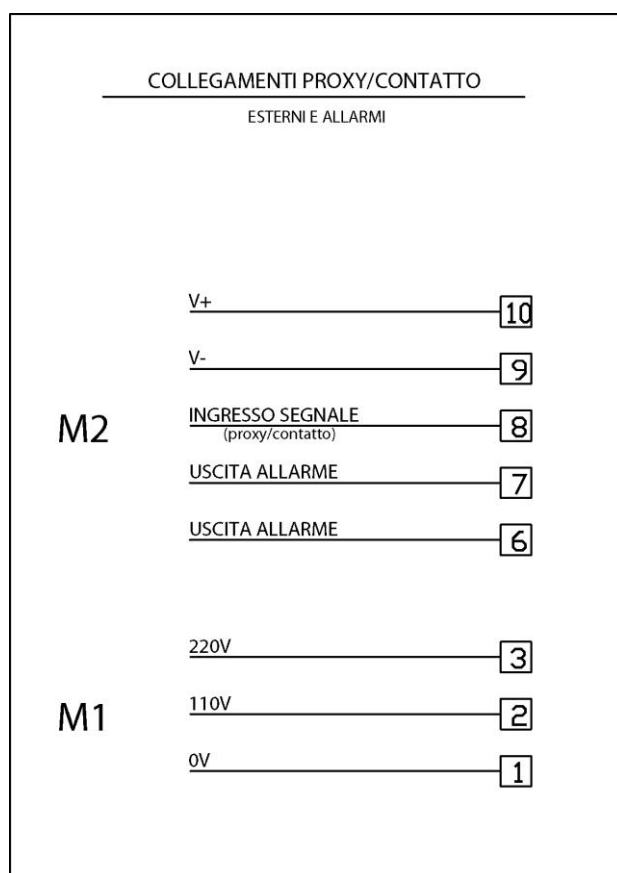 COLLEGAMENTI PROXY/CONTATTO
ESTERNI E ALLARMI
V+ 10
V- 9
M2
INGRESSO SEGNALE 8
(proxy/contatto)
USCITA ALLARME 7
USCITA ALLARME 6
220V 3
M1
110V 2
0V 1